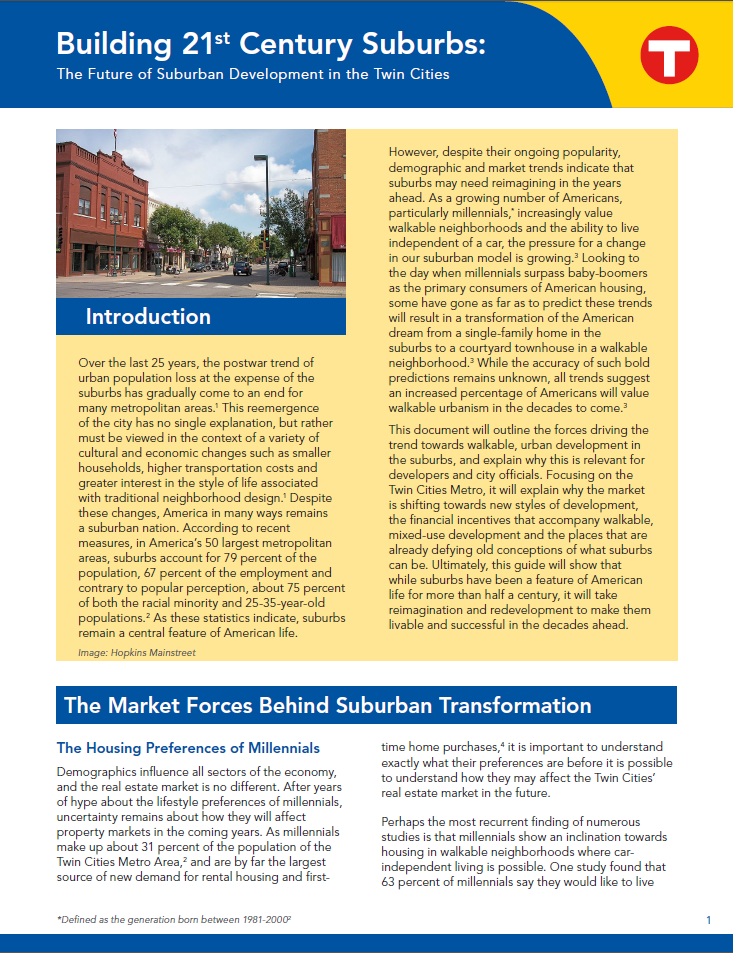 Building 21st Century Suburbs:
The Future of Suburban Development in the Twin Cities
T
Introduction
Over the last 25 years, the postwar trend of
urban population loss at the expense of the
suburbs has gradually come to an end for
many metropolitan areas.¹ This reemergence
of the city has no single explanation, but rather
must be viewed in the context of a variety of
cultural and economic changes such as smaller
households, higher transportation costs and
greater interest in the style of life associated
with traditional neighborhood design.¹ Despite
these changes, America in many ways remains
a suburban nation. According to recent
measures, in America's 50 largest metropolitan
areas, suburbs account for 79 percent of the
population, 67 percent of the employment and
contrary to popular perception, about 75 percent
of both the racial minority and 25-35-year-old
populations.² As these statistics indicate, suburbs
remain a central feature of American life.
Image: Hopkins Mainstreet
However, despite their ongoing popularity,
demographic and market trends indicate that
suburbs may need reimagining in the years
ahead. As a growing number of Americans,
particularly millennials,* increasingly value
walkable neighborhoods and the ability to live
independent of a car, the pressure for a change
in our suburban model is growing.³ Looking to
the day when millennials surpass baby-boomers
as the primary consumers of American housing,
some have gone as far as to predict these trends
will result in a transformation of the American
dream from a single-family home in the
suburbs to a courtyard townhouse in a walkable
neighborhood.³ While the accuracy of such bold
predictions remains unknown, all trends suggest
an increased percentage of Americans will value
walkable urbanism in the decades to come.³
This document will outline the forces driving the
trend towards walkable, urban development in
the suburbs, and explain why this is relevant for
developers and city officials. Focusing on the
Twin Cities Metro, it will explain why the market
is shifting towards new styles of development,
the financial incentives that accompany walkable,
mixed-use development and the places that are
already defying old conceptions of what suburbs
can be. Ultimately, this guide will show that
while suburbs have been a feature of American
life for more than half a century, it will take
reimagination and redevelopment to make them
livable and successful in the decades ahead.
The Market Forces Behind Suburban Transformation
The Housing Preferences of Millennials
Demographics influence all sectors of the economy,
and the real estate market is no different. After years
of hype about the lifestyle preferences of millennials,
uncertainty remains about how they will affect
property markets in the coming years. As millennials
make up about 31 percent of the population of the
Twin Cities Metro Area,² and are by far the largest
source of new demand for rental housing and first-
time home purchases,⁴ it is important to understand
exactly what their preferences are before it is possible
to understand how they may affect the Twin Cities'
real estate market in the future.
Perhaps the most recurrent finding of numerous
studies is that millennials show an inclination towards
housing in walkable neighborhoods where car-
independent living is possible. One study found that
63 percent of millennials say they would like to live
*Defined as the generation born between 1981-2000²
1